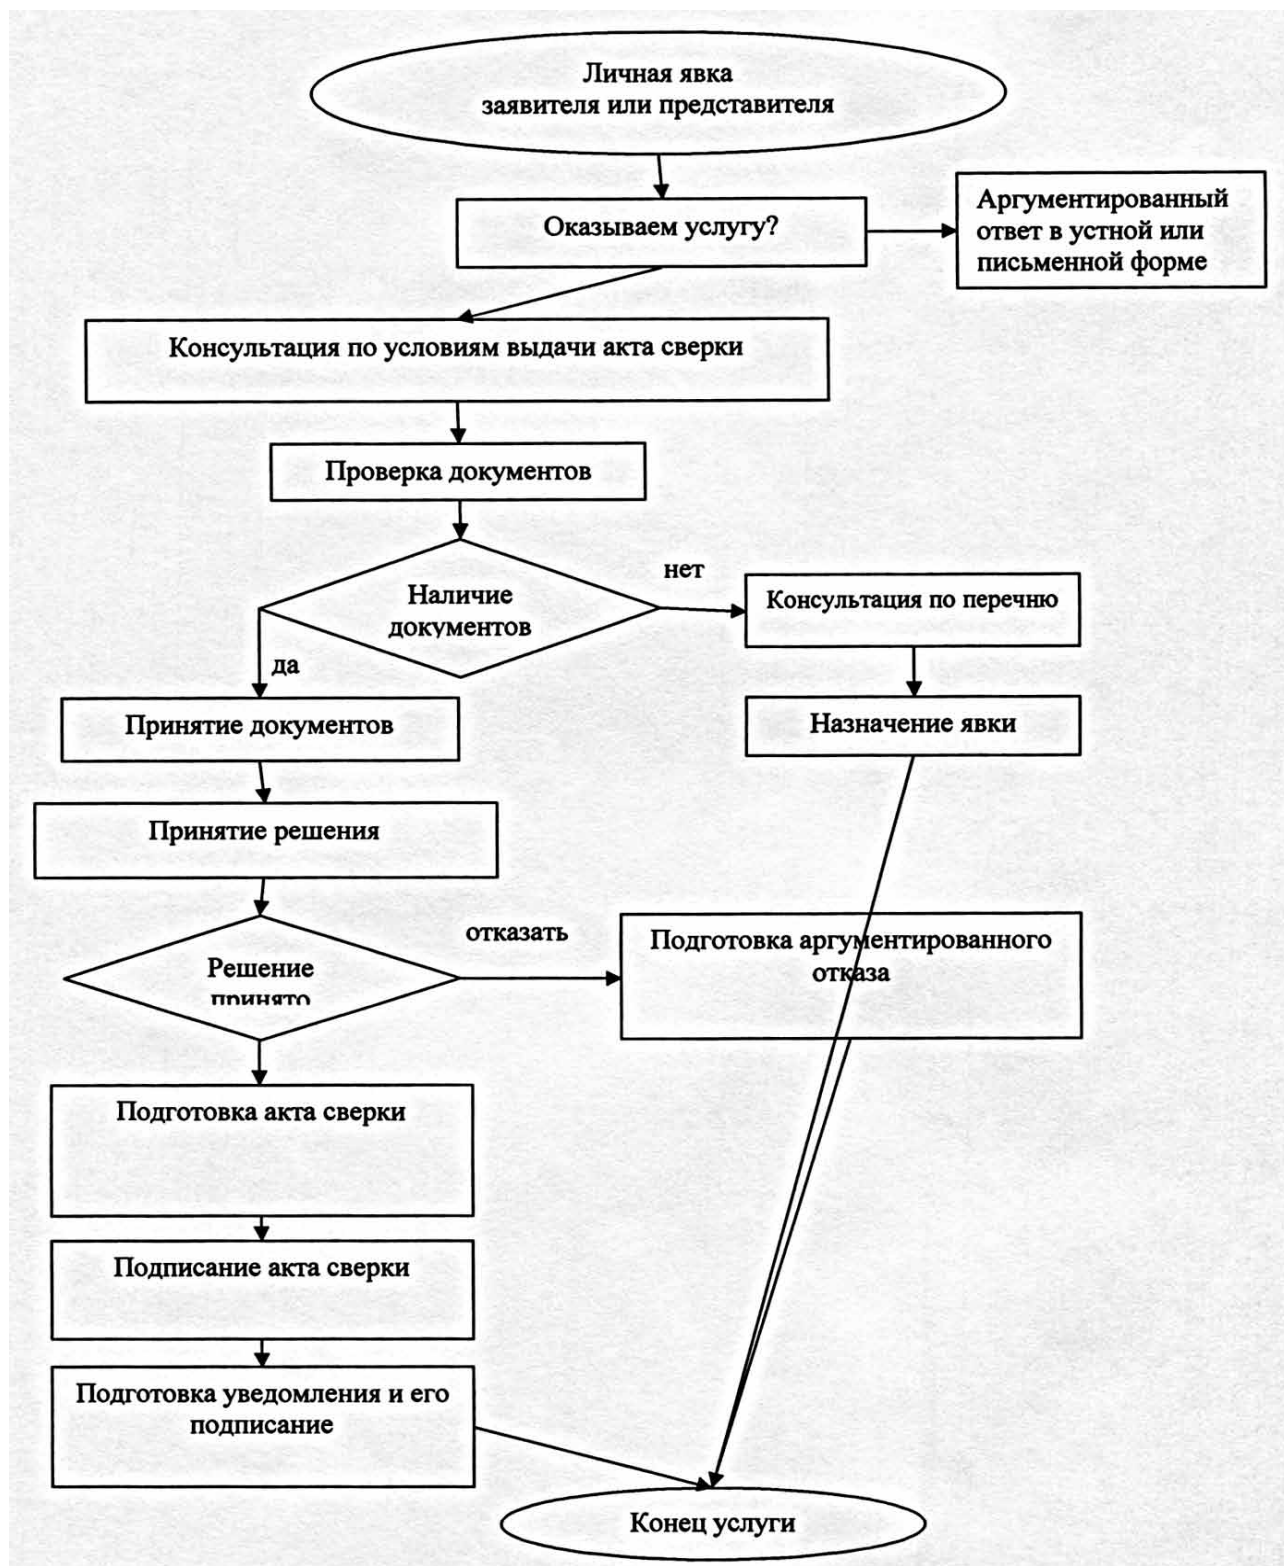 Личная явка
заявителя или представителя
Оказываем услугу?
Аргументированный
ответ в устной или
письменной форме
Консультация по условиям выдачи акта сверки
Проверка документов
Наличие
документов
нет
Консультация по перечню
да
Принятие документов
Назначение явки
Принятие решения
Решение
принято
отказать
Подготовка аргументированного
отказа
Подготовка акта сверки
Подписание акта сверки
Подготовка уведомления и его
подписание
Конец услуги